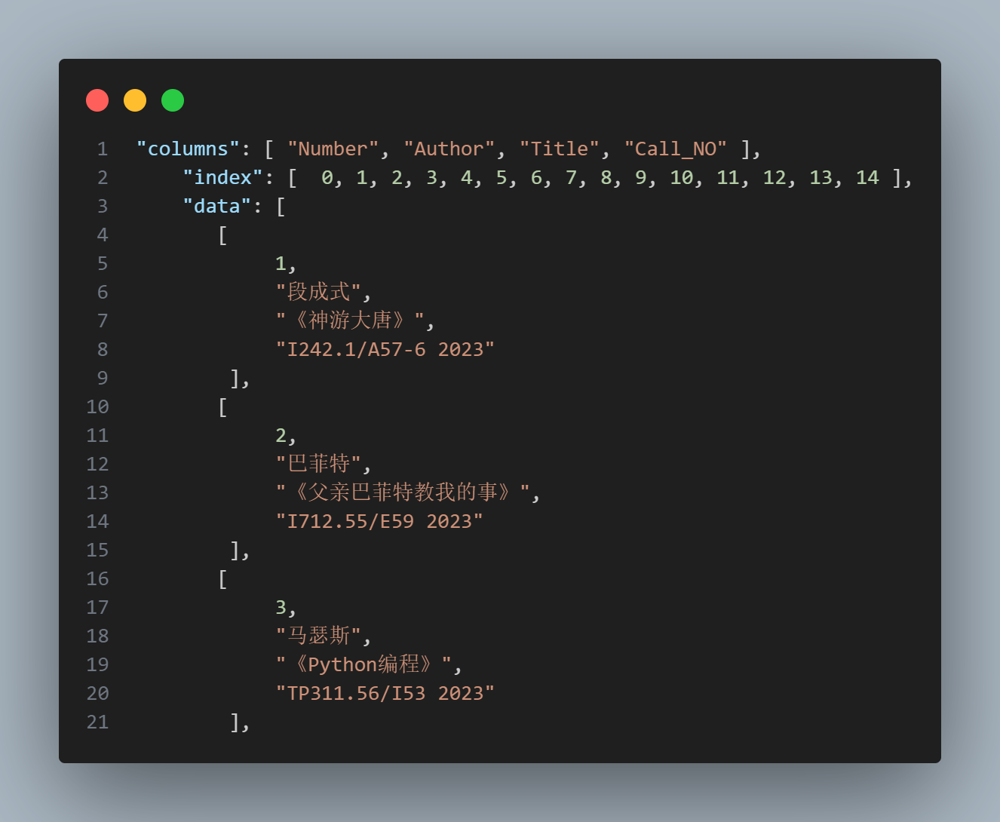 1 "columns": [ "Number", "Author", "Title", "Call_NO" ],
2 "index": [  0, 1, 2, 3, 4, 5, 6, 7, 8, 9, 10, 11, 12, 13, 14 ],
3 "data": [
4 [
5 1,
6 "段成式",
7 "《神游大唐》",
8 "I242.1/A57-6 2023"
9 ],
10 [
11 2,
12 "巴菲特",
13 "《父亲巴菲特教我的事》",
14 "I712.55/E59 2023"
15 ],
16 [
17 3,
18 "马瑟斯",
19 "《Python编程》",
20 "TP311.56/I53 2023"
21 ],